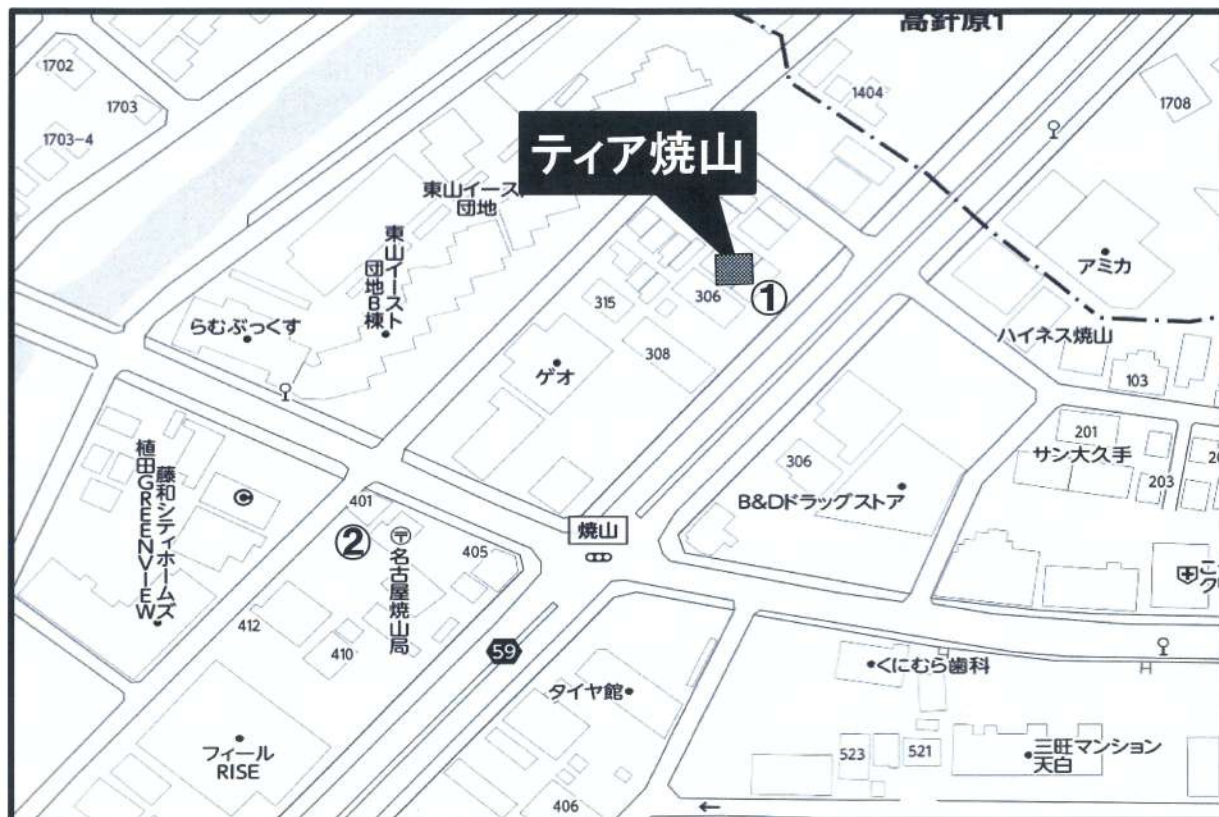 高針原1
1702
1703
1703-4
1404
1708
ティア焼山
東山イースト
団地
東山イースト
団地B棟
アミカ
①
306
315
308
らむぶっくす
ゲオ
ハイネス焼山
103
201
サン大久手
203
306
B&Dドラッグストア
藤和シティホームズ
植田GREENVIEW
©
401
②
〒
名古屋焼山局
405
焼山
412
410
59
くにむら歯科
タイヤ館
フィール
RISE
523
521
三旺マンション
天白
406
←